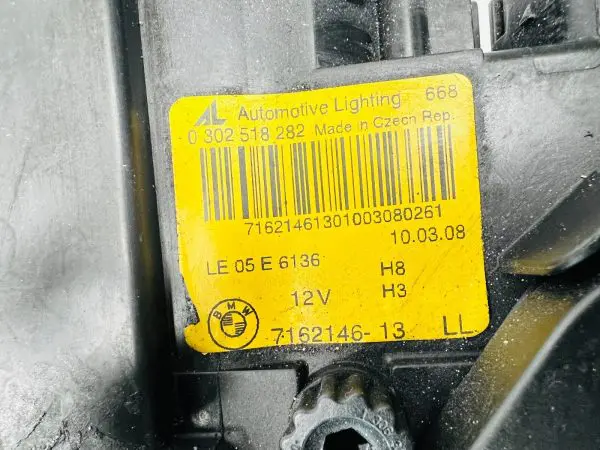 AL Automotive Lighting 668
0 302 518 282 Made in Czech Rep.
71621461301003080261
10.03.08
LE 05 E 6136 H8
12V H3
BMW
7162146-13 LL